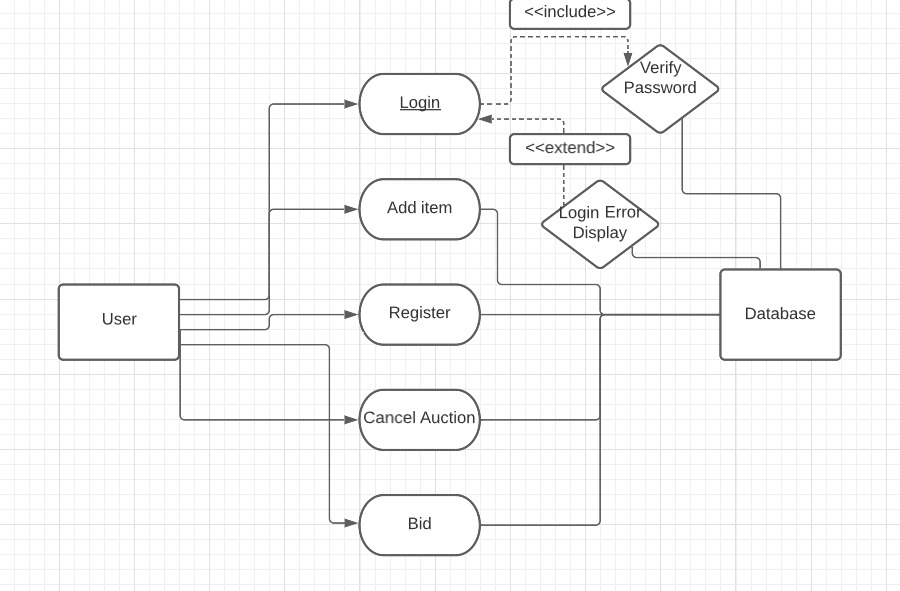 <<include>>
Verify
Password
Login
<<extend>>
Add item
Login Error
Display
User
Register
Database
Cancel Auction
Bid